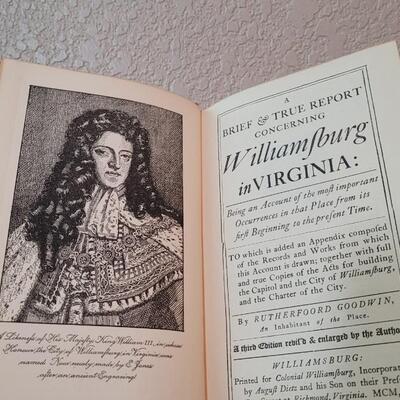 A Likeness of His Majesty King William III, in whose
Honour, the City of Williamsburg in Virginia was
named. Now newly made by E. Jones
after an ancient Engraving.
A
BRIEF & TRUE REPORT
CONCERNING
Williamſburg
in VIRGINIA:
Being an Account of the moſt important
Occurrences in that Place from its
firſt Beginning to the preſent Time.
TO which is added an Appendix compoſed
of the Records and Works from which
this Account is drawn; together with full
and true Copies of the Acts for building
the Capitol and the City of Williamſburg,
and the Charter of the City.
By RUTHERFOORD GOODWIN,
An Inhabitant of the Place.
A third Edition revis'd & enlarged by the Autho
WILLIAMSBURG:
Printed for Colonial Williamſburg, Incorporat
by Auguſt Dietz and his Son on their Preſſ
at Richmond, Virginia. MCM,